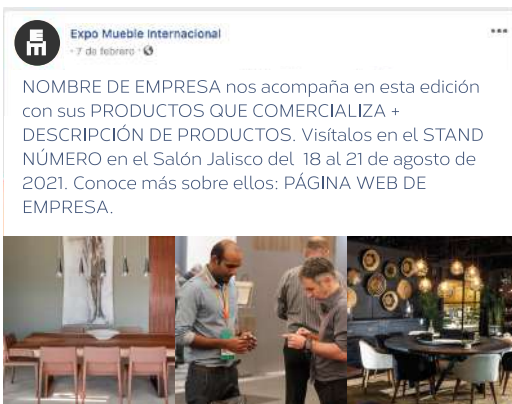 Expo Mueble Internacional
· 7 de febrero ·
NOMBRE DE EMPRESA nos acompaña en esta edición
con sus PRODUCTOS QUE COMERCIALIZA +
DESCRIPCIÓN DE PRODUCTOS. Visítalos en el STAND
NÚMERO en el Salón Jalisco del 18 al 21 de agosto de
2021. Conoce más sobre ellos: PÁGINA WEB DE
EMPRESA.